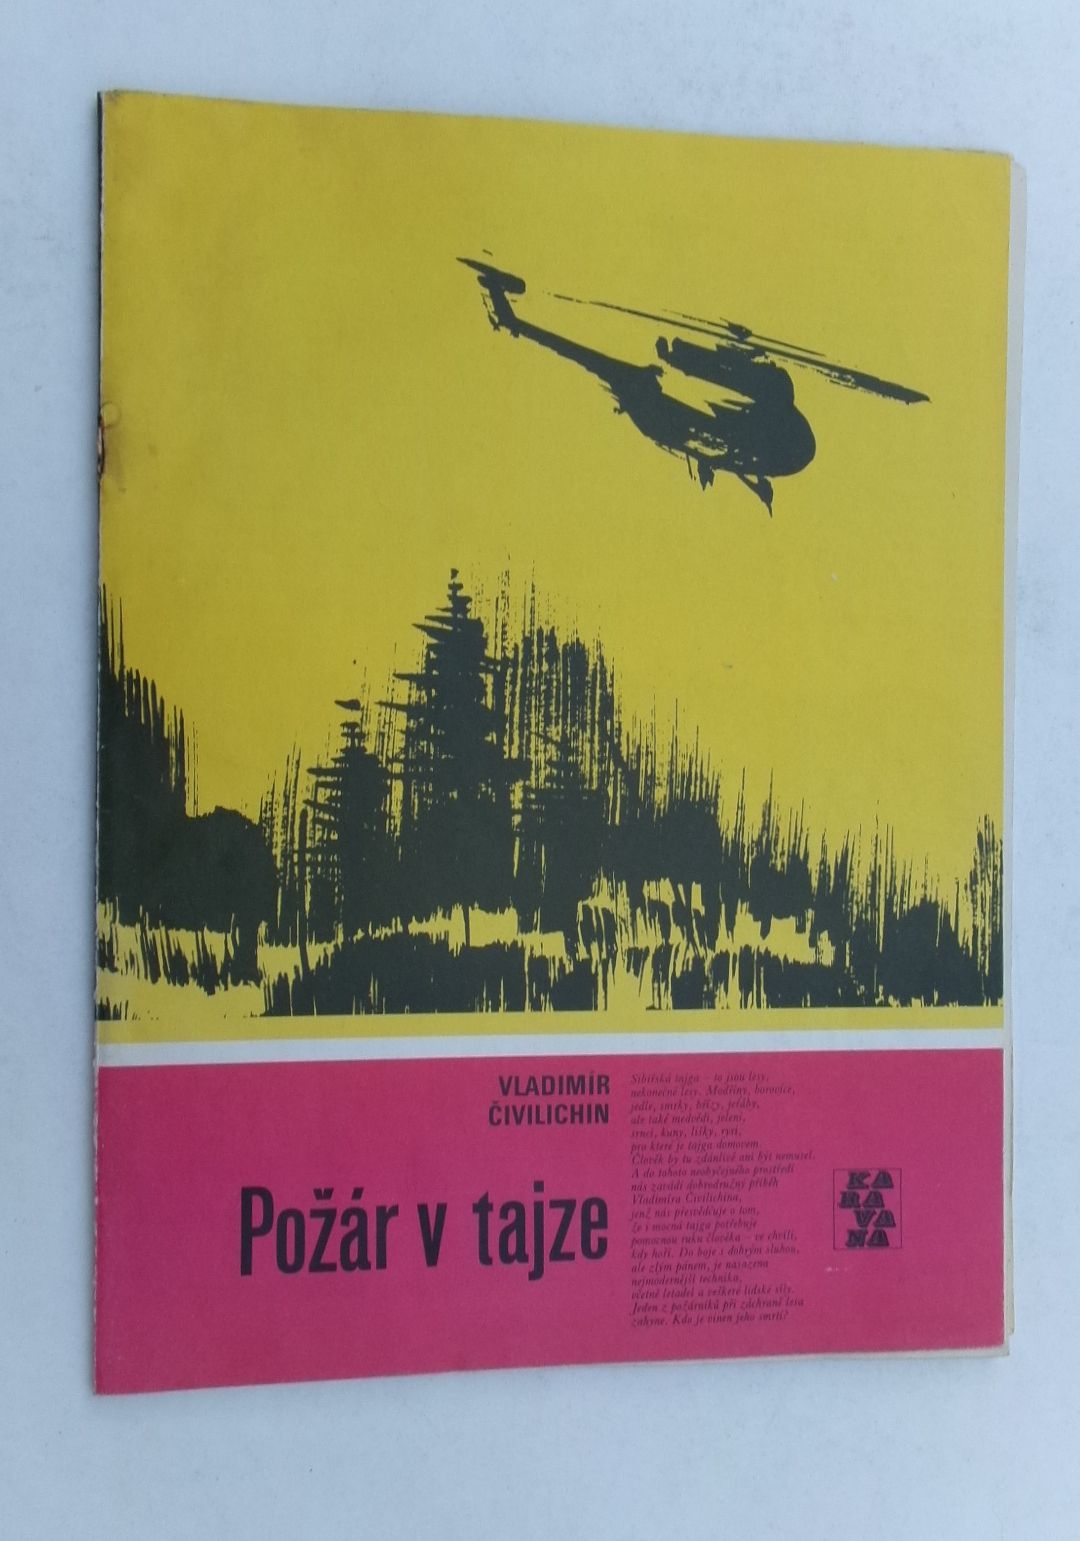 VLADIMÍR
ČIVILICHIN
Požár v tajze
Sibiřská tajga – to jsou lesy,
nekonečné lesy. Modříny, borovice,
jedle, smrky, břízy, jeřáby,
ale také medvědi, jeleni,
srnci, kuny, lišky, rysi,
pro které je tajga domovem.
Člověk by tu zdánlivě ani být nemusel.
A do tohoto neobyčejného prostředí
nás zavádí dobrodružný příběh
Vladimíra Čivilichina,
jenž nás přesvědčuje o tom,
že i mocná tajga potřebuje
pomocnou ruku člověka – ve chvíli,
kdy hoří. Do boje s dobrým sluhou,
ale zlým pánem, je nasazena
nejmodernější technika,
včetně letadel a veškeré lidské síly.
Jeden z požárníků při záchraně lesa
zahyne. Kdo je vinen jeho smrtí?
KA
RA
VA
NA